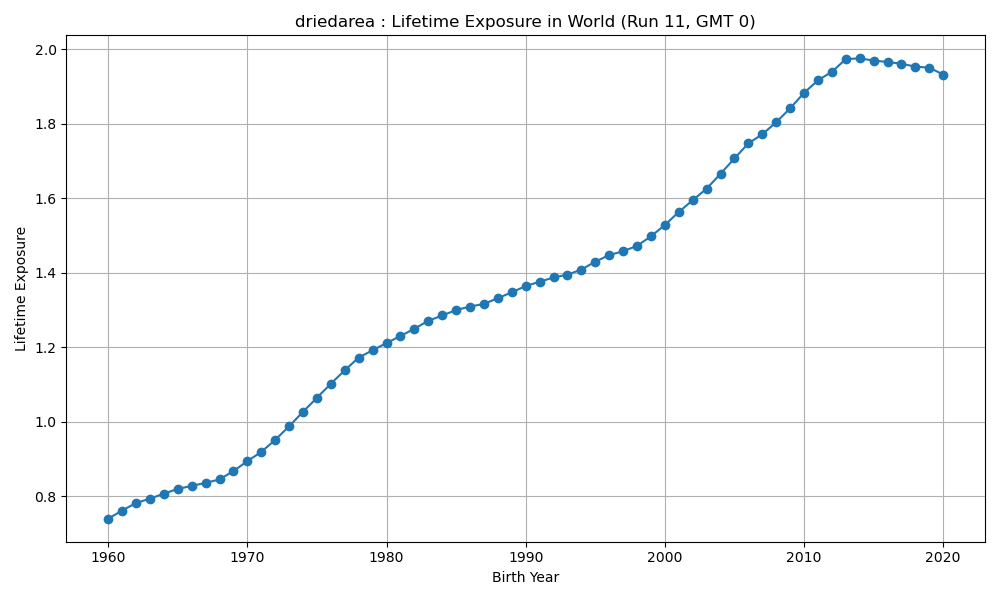 driedarea : Lifetime Exposure in World (Run 11, GMT 0)
Lifetime Exposure
2.0
1.8
1.6
1.4
1.2
1.0
0.8
1960 1970 1980 1990 2000 2010 2020
Birth Year